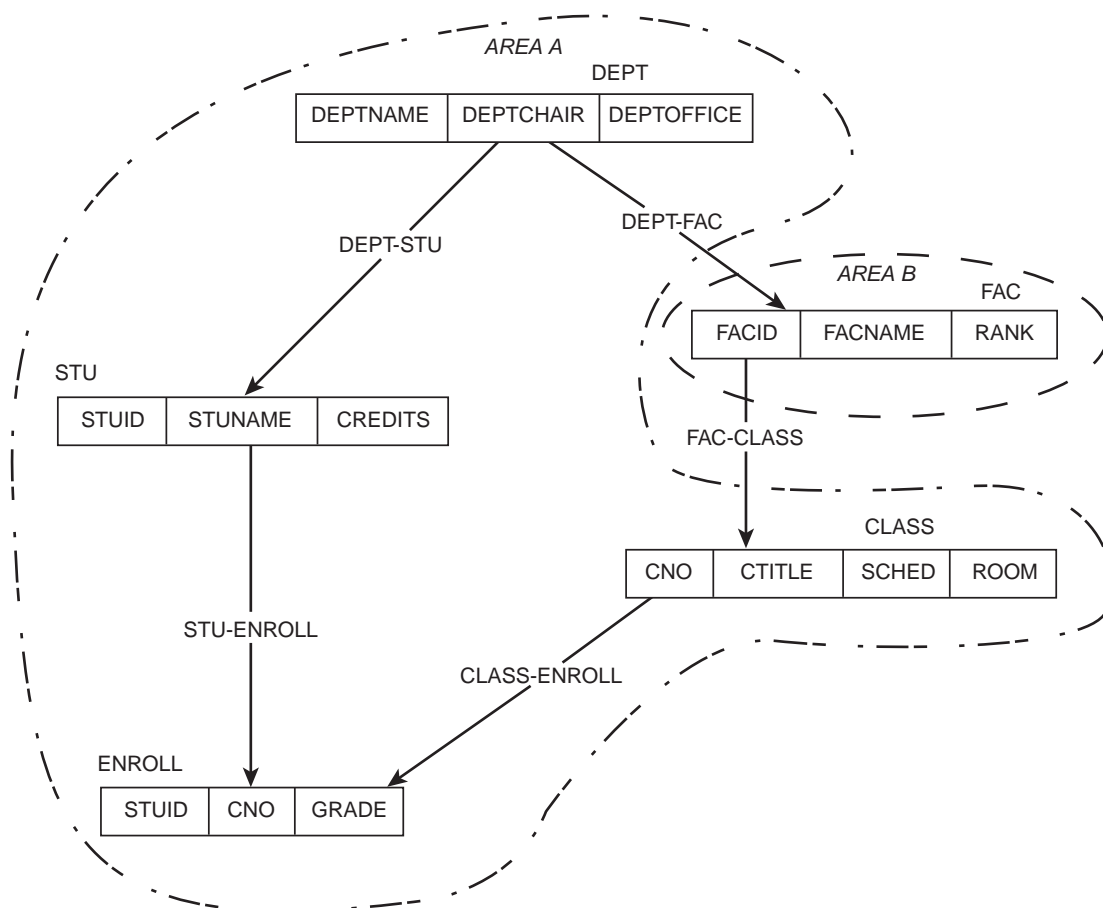 AREA A
DEPT
DEPTNAME DEPTCHAIR DEPTOFFICE
DEPT-FAC
DEPT-STU
AREA B
FAC
FACID FACNAME RANK
STU
STUID STUNAME CREDITS
FAC-CLASS
CLASS
CNO CTITLE SCHED ROOM
STU-ENROLL
CLASS-ENROLL
ENROLL
STUID CNO GRADE